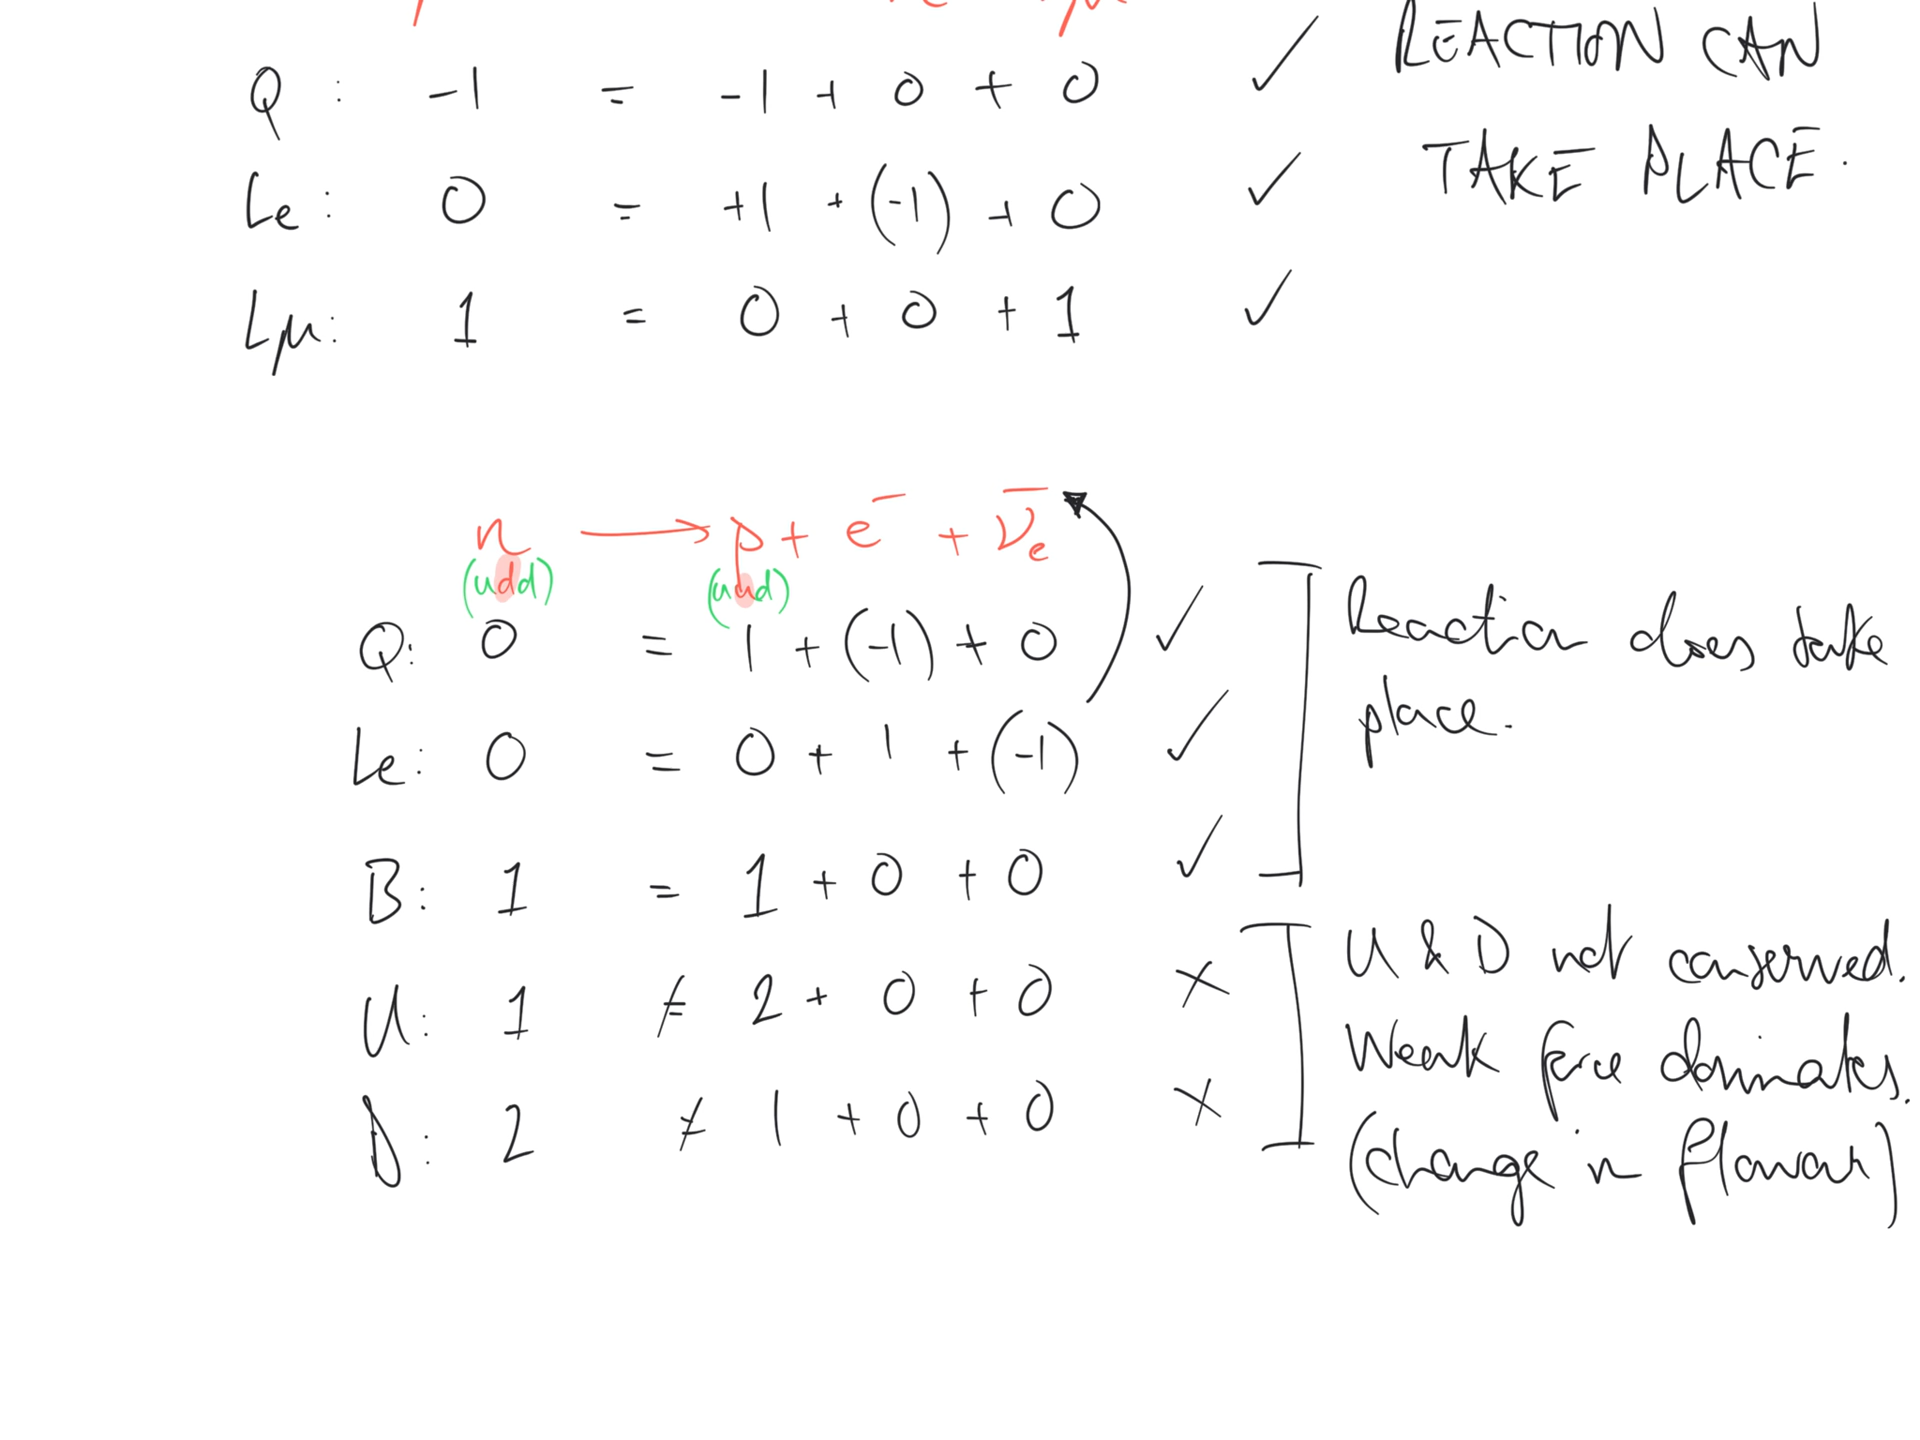 REACTION CAN
Q : -1 = -1 + 0 + 0 ✓
TAKE PLACE.
Le : 0 = +1 + (-1) + 0 ✓
Lμ : 1 = 0 + 0 + 1 ✓
n → p + e⁻ + ν̄e
(udd) (uud)
Q: 0 = 1 + (-1) + 0 ✓
Reaction does take
place.
Le: 0 = 0 + 1 + (-1) ✓
B: 1 = 1 + 0 + 0 ✓
U & D not conserved.
U: 1 ≠ 2 + 0 + 0 ×
Weak force dominates.
D: 2 ≠ 1 + 0 + 0 ×
(change in flavour)